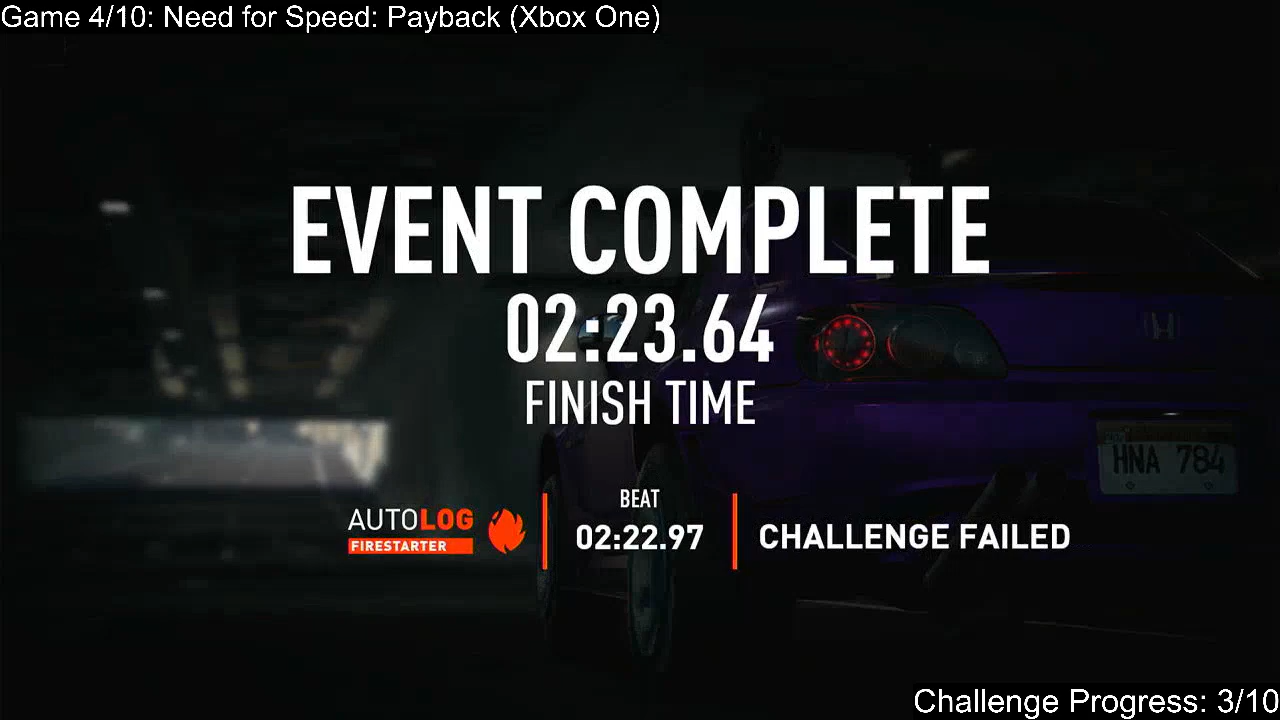 Game 4/10: Need for Speed: Payback (Xbox One)
EVENT COMPLETE
02:23.64
FINISH TIME
AUTOLOG
FIRESTARTER
BEAT
02:22.97
CHALLENGE FAILED
HNA 784
Challenge Progress: 3/10